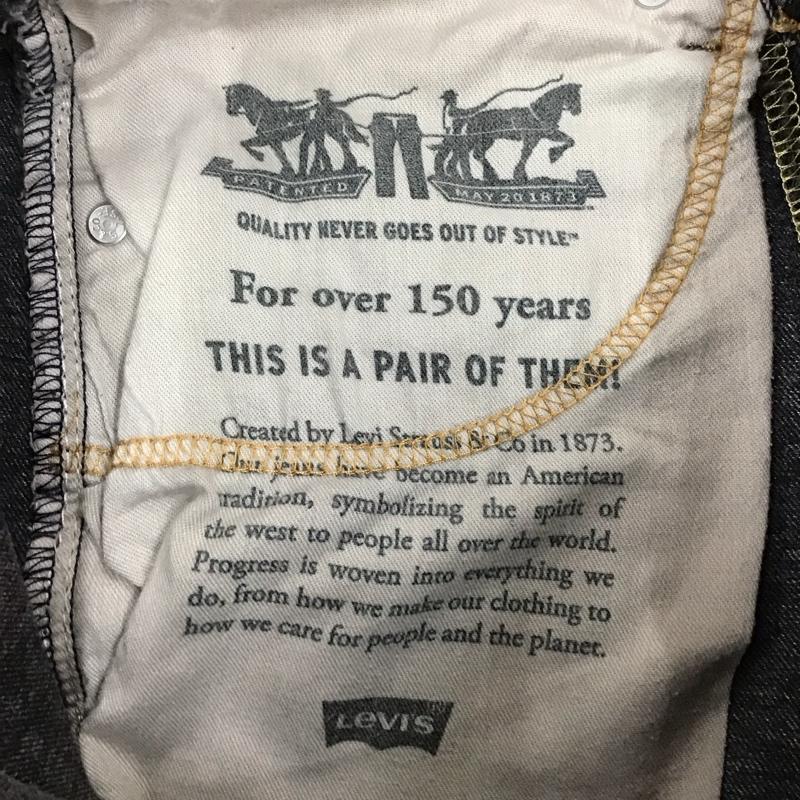 PATENTED MAY 20 1873
QUALITY NEVER GOES OUT OF STYLE™
For over 150 years
THIS IS A PAIR OF THEM!
Created by Levi Strauss & Co in 1873.
Our jeans have become an American
tradition, symbolizing the spirit of
the west to people all over the world.
Progress is woven into everything we
do, from how we make our clothing to
how we care for people and the planet.
Levi's